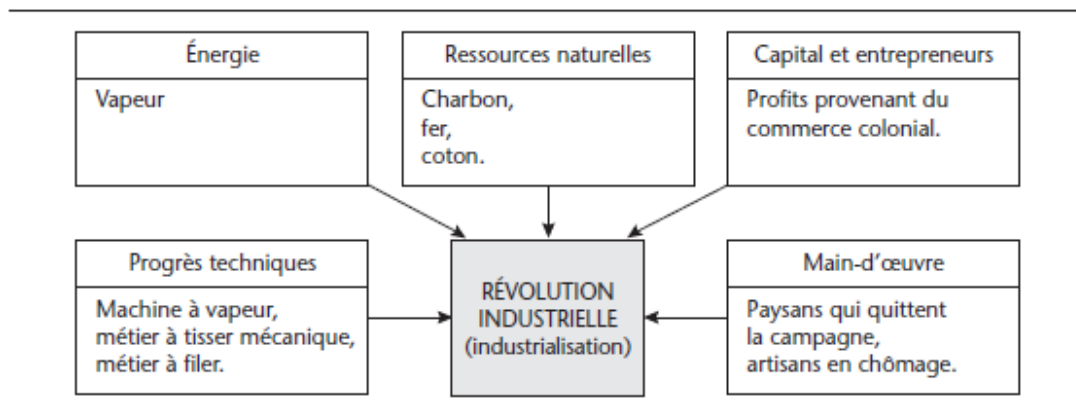 Énergie
Vapeur
Ressources naturelles
Charbon,
fer,
coton.
Capital et entrepreneurs
Profits provenant du
commerce colonial.
Progrès techniques
Machine à vapeur,
métier à tisser mécanique,
métier à filer.
RÉVOLUTION
INDUSTRIELLE
(industrialisation)
Main-d'œuvre
Paysans qui quittent
la campagne,
artisans en chômage.